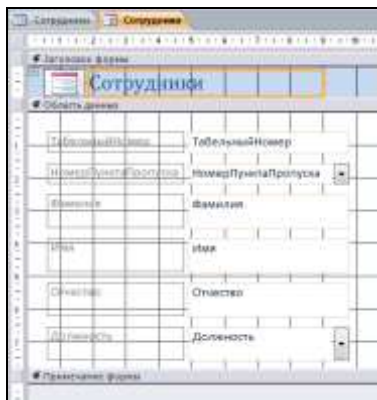 Сотрудники Сотрудники
Заголовок формы
Сотрудники
Область данных
ТабельныйНомер ТабельныйНомер
НомерПунктаПропуска НомерПунктаПропуска
Фамилия Фамилия
Имя Имя
Отчество Отчество
Должность Должность
Примечание формы